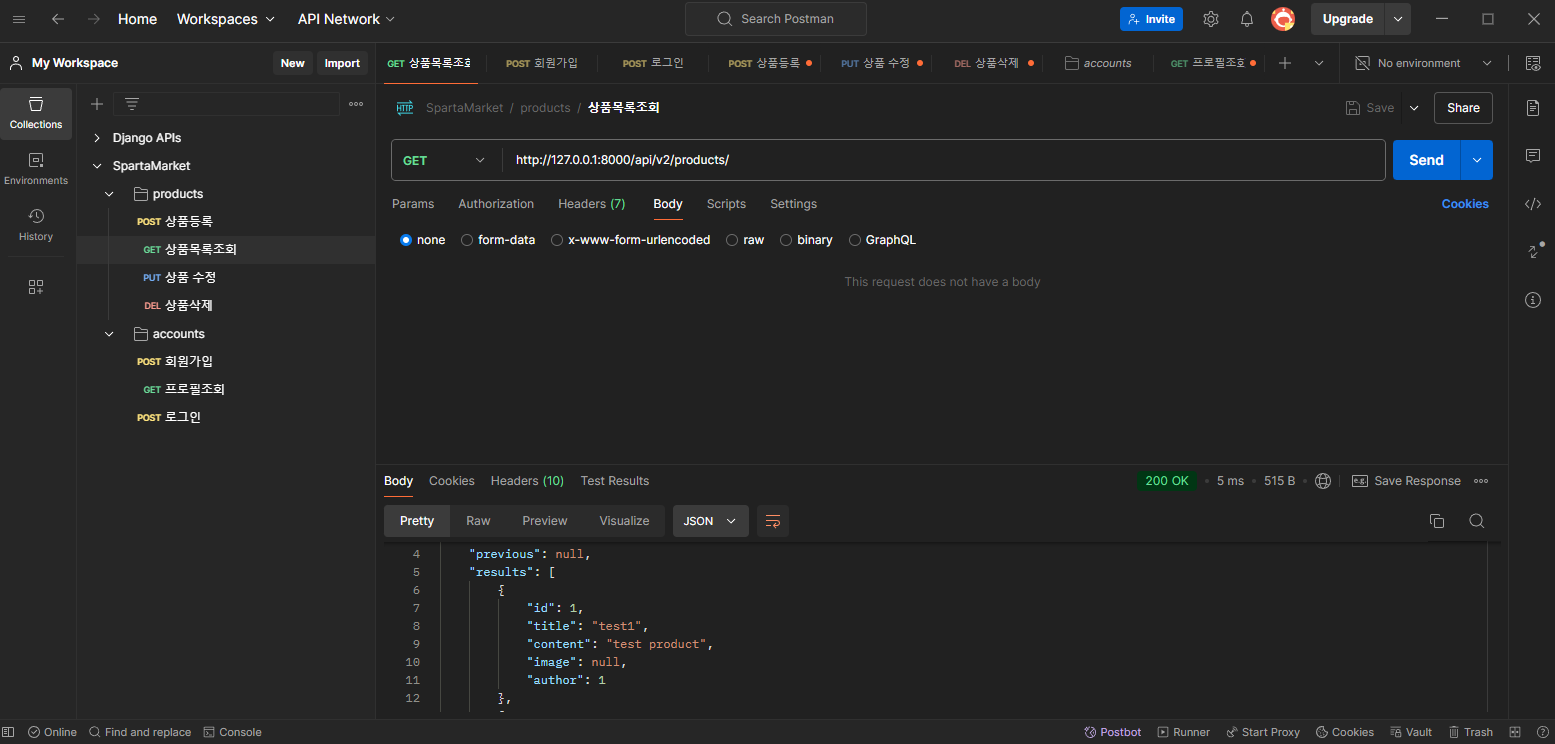 Home Workspaces API Network Search Postman Invite Upgrade
My Workspace New Import
GET 상품목록조회 POST 회원가입 POST 로그인 POST 상품등록 PUT 상품 수정 DEL 상품삭제 accounts GET 프로필조회 No environment
Collections
Environments
History
Django APIs
SpartaMarket
products
POST 상품등록
GET 상품목록조회
PUT 상품 수정
DEL 상품삭제
accounts
POST 회원가입
GET 프로필조회
POST 로그인
HTTP SpartaMarket / products / 상품목록조회 Save Share
GET http://127.0.0.1:8000/api/v2/products/ Send
Params Authorization Headers (7) Body Scripts Settings Cookies
none form-data x-www-form-urlencoded raw binary GraphQL
This request does not have a body
Body Cookies Headers (10) Test Results 200 OK 5 ms 515 B e.g. Save Response
Pretty Raw Preview Visualize JSON
4 "previous": null,
5 "results": [
6 {
7 "id": 1,
8 "title": "test1",
9 "content": "test product",
10 "image": null,
11 "author": 1
12 },
Online Find and replace Console Postbot Runner Start Proxy Cookies Vault Trash